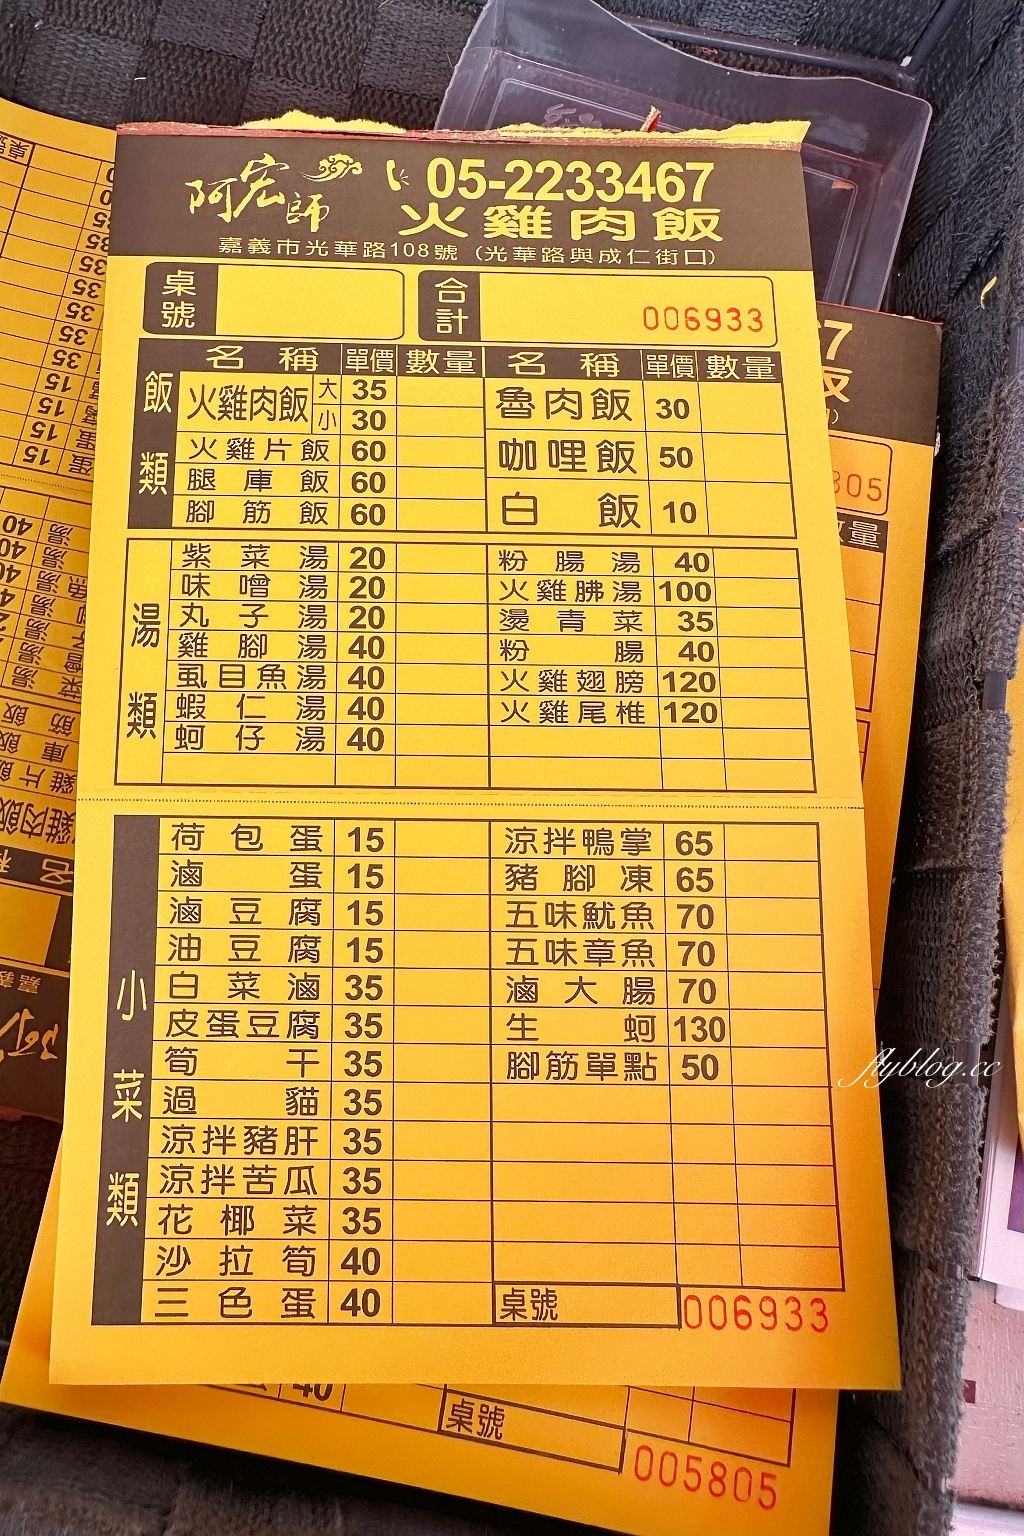 阿宏師
05-2233467
火雞肉飯
嘉義市光華路108號 (光華路與成仁街口)
桌號
合計 006933
名稱 單價 數量 名稱 單價 數量
飯類
火雞肉飯 大 35
小 30
火雞片飯 60
腿庫飯 60
腳筋飯 60
魯肉飯 30
咖哩飯 50
白飯 10
湯類
紫菜湯 20
味噌湯 20
丸子湯 20
雞腳湯 40
虱目魚湯 40
蝦仁湯 40
蚵仔湯 40
粉腸湯 40
火雞胇湯 100
燙青菜 35
粉腸 40
火雞翅膀 120
火雞尾椎 120
小菜類
荷包蛋 15
滷蛋 15
滷豆腐 15
油豆腐 15
白菜滷 35
皮蛋豆腐 35
筍干 35
過貓 35
涼拌豬肝 35
涼拌苦瓜 35
花椰菜 35
沙拉筍 40
三色蛋 40
涼拌鴨掌 65
豬腳凍 65
五味魷魚 70
五味章魚 70
滷大腸 70
生蚵 130
腳筋單點 50
桌號 006933
40
桌號
005805
67
805
數量
flyblog.cc